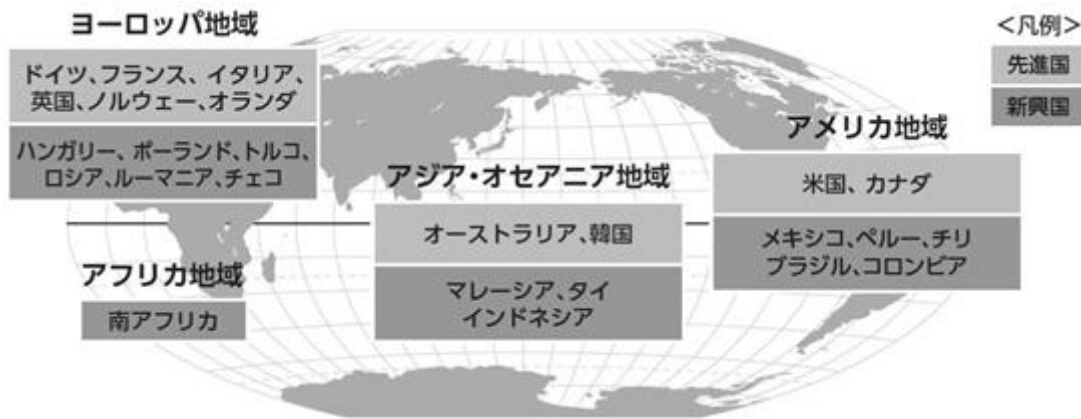 ヨーロッパ地域
ドイツ、フランス、イタリア、
英国、ノルウェー、オランダ
ハンガリー、ポーランド、トルコ、
ロシア、ルーマニア、チェコ
アフリカ地域
南アフリカ
アジア・オセアニア地域
オーストラリア、韓国
マレーシア、タイ
インドネシア
アメリカ地域
米国、カナダ
メキシコ、ペルー、チリ
ブラジル、コロンビア
<凡例>
先進国
新興国